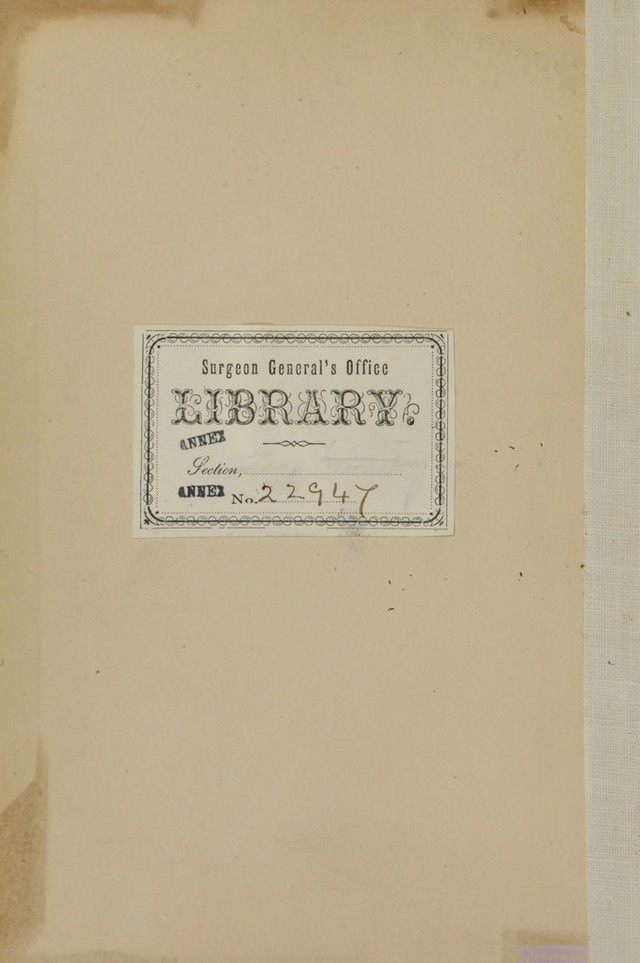 Surgeon General's Office
LIBRARY.
ANNEX
Section,
ANNEX No. 22947